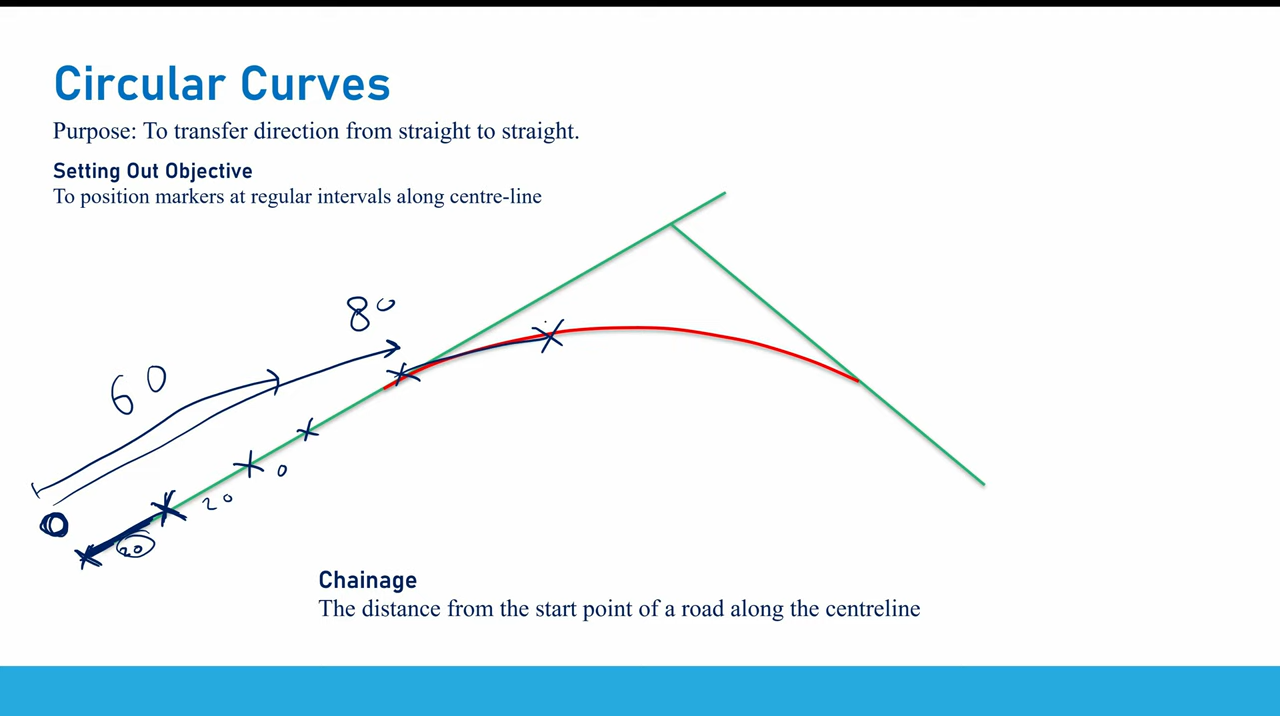 Circular Curves
Purpose: To transfer direction from straight to straight.
Setting Out Objective
To position markers at regular intervals along centre-line
80
60
0
20
0
20
Chainage
The distance from the start point of a road along the centreline